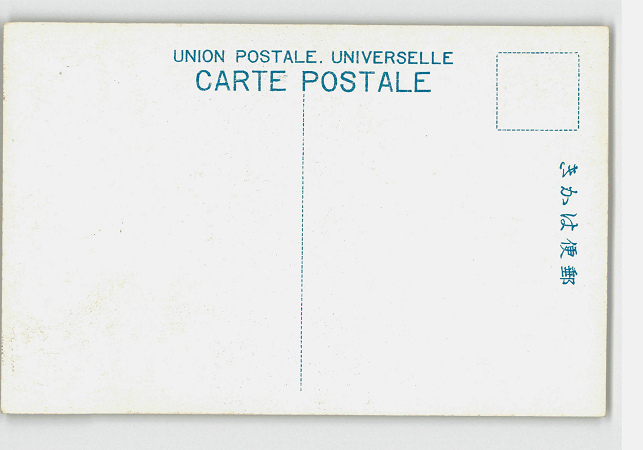 UNION POSTALE. UNIVERSELLE
CARTE POSTALE
郵便はかき